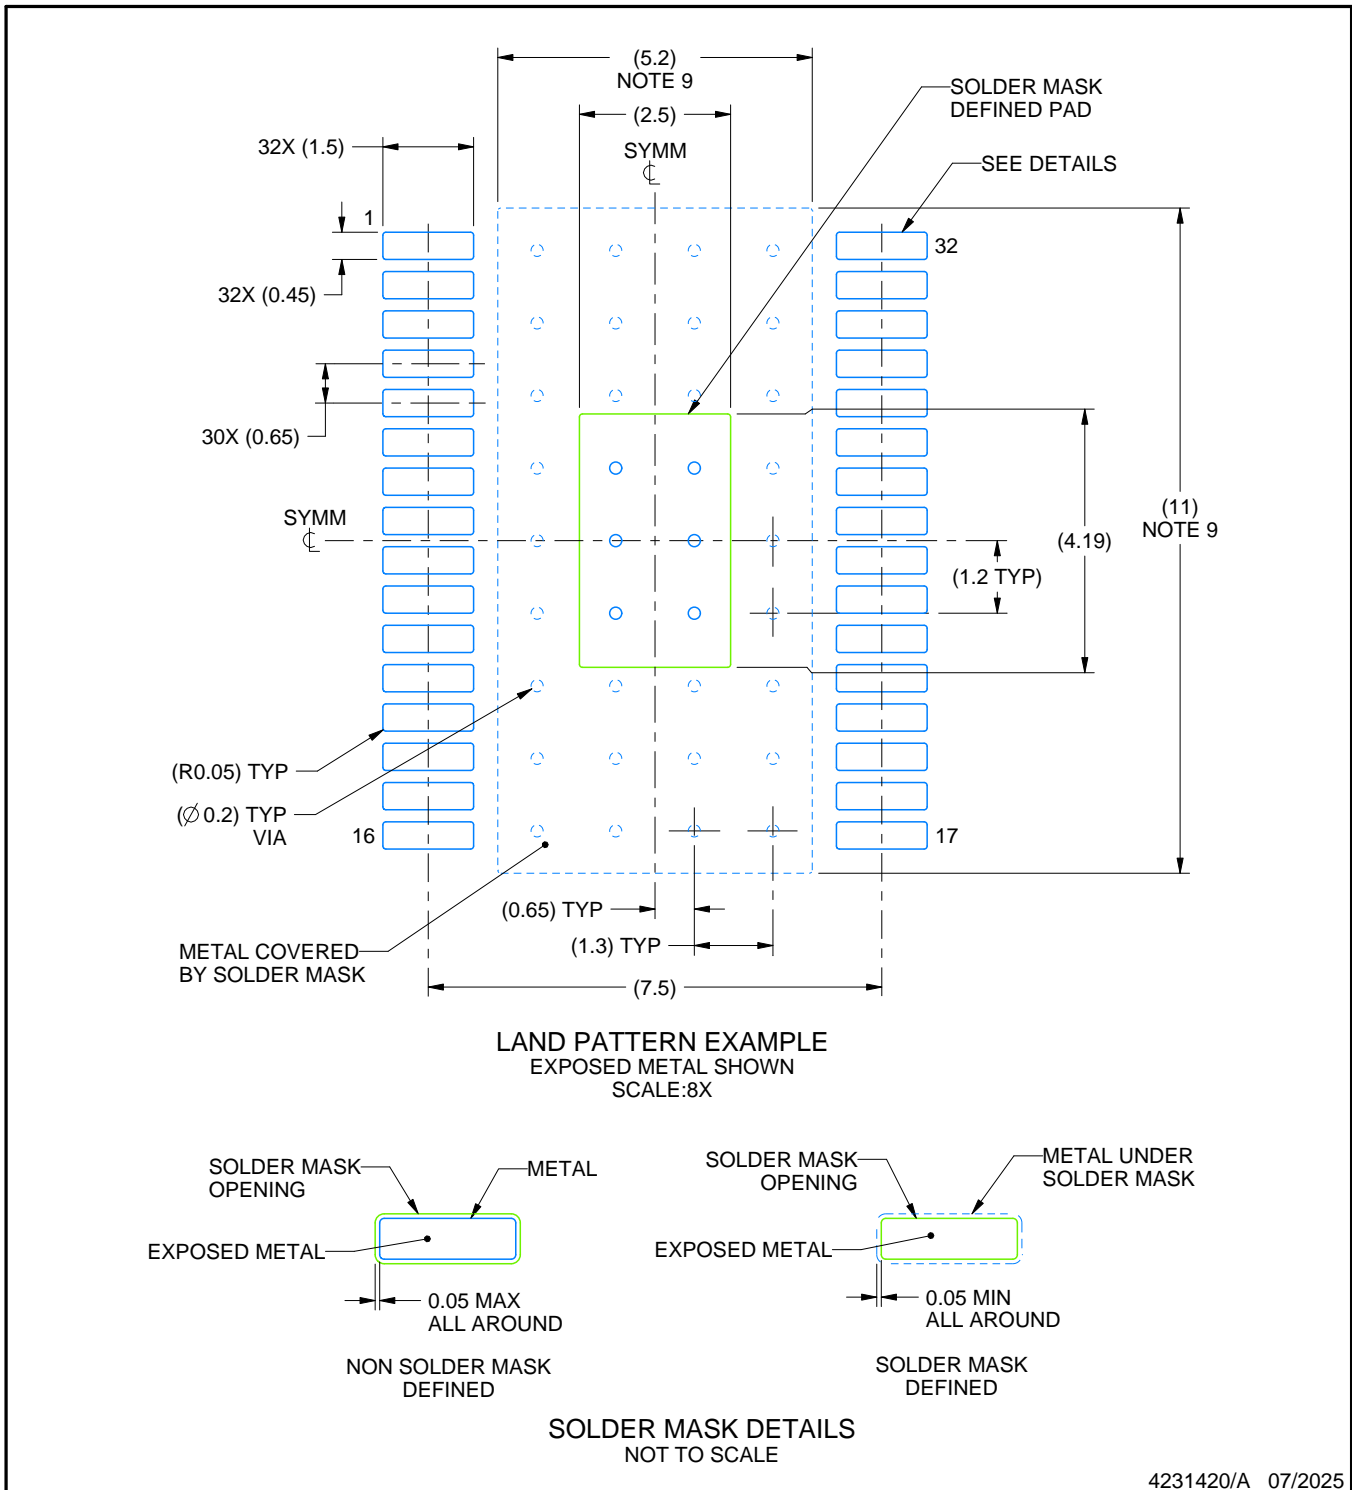 (5.2)
NOTE 9
(2.5)
SOLDER MASK
DEFINED PAD
32X (1.5)
SYMM
SEE DETAILS
1
32
32X (0.45)
30X (0.65)
SYMM
(11)
NOTE 9
(4.19)
(1.2 TYP)
(R0.05) TYP
(∅ 0.2) TYP
VIA
16
17
(0.65) TYP
(1.3) TYP
METAL COVERED
BY SOLDER MASK
(7.5)
LAND PATTERN EXAMPLE
EXPOSED METAL SHOWN
SCALE:8X
SOLDER MASK
OPENING
METAL
EXPOSED METAL
0.05 MAX
ALL AROUND
NON SOLDER MASK
DEFINED
SOLDER MASK
OPENING
METAL UNDER
SOLDER MASK
EXPOSED METAL
0.05 MIN
ALL AROUND
SOLDER MASK
DEFINED
SOLDER MASK DETAILS
NOT TO SCALE
4231420/A 07/2025